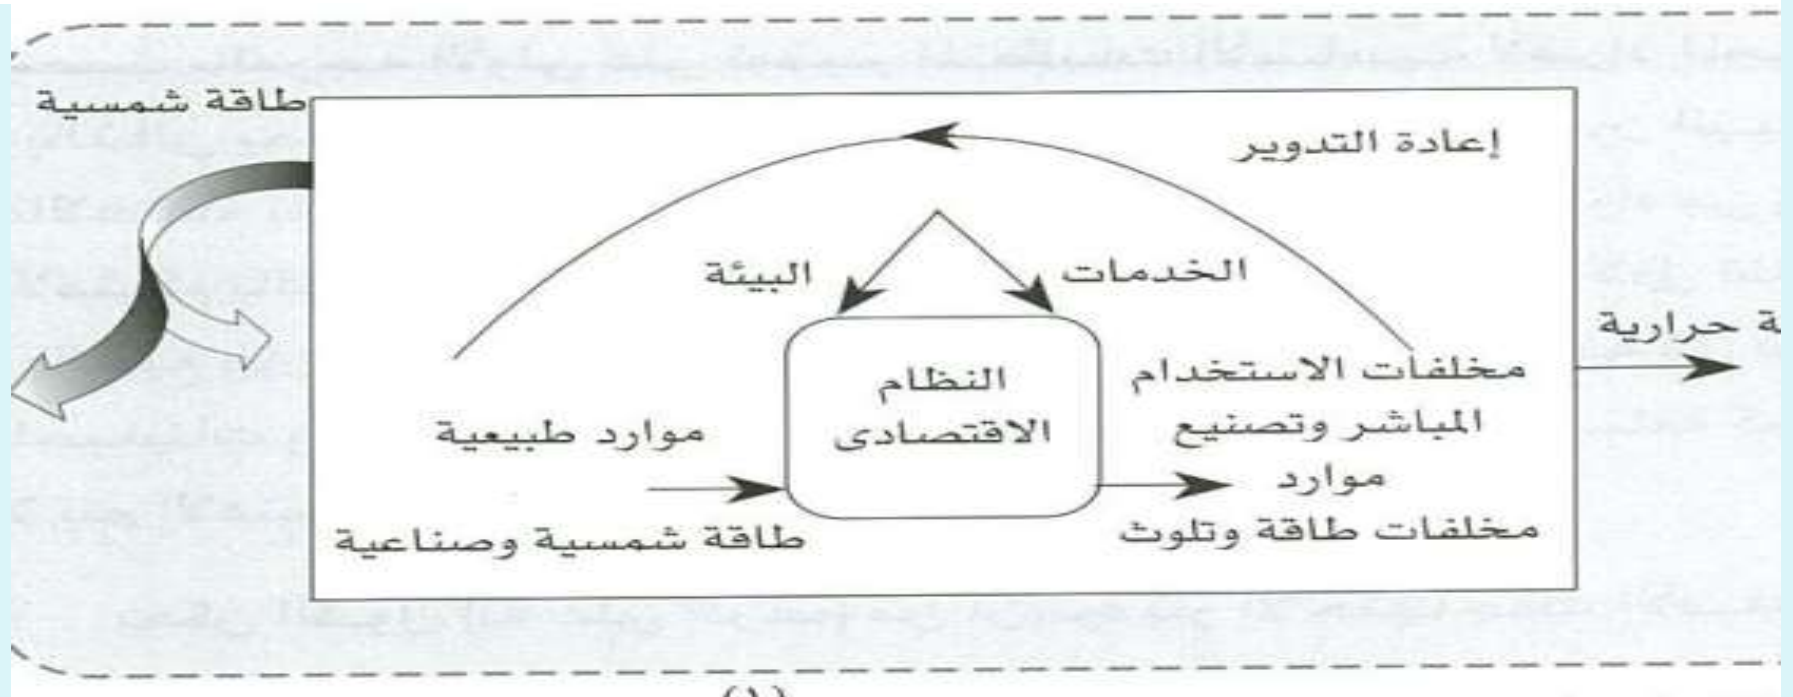 طاقة شمسية
إعادة التدوير
الخدمات
البيئة
ة حرارية
النظام
الاقتصادى
مخلفات الاستخدام
المباشر وتصنيع
موارد
مخلفات طاقة وتلوث
موارد طبيعية
طاقة شمسية وصناعية